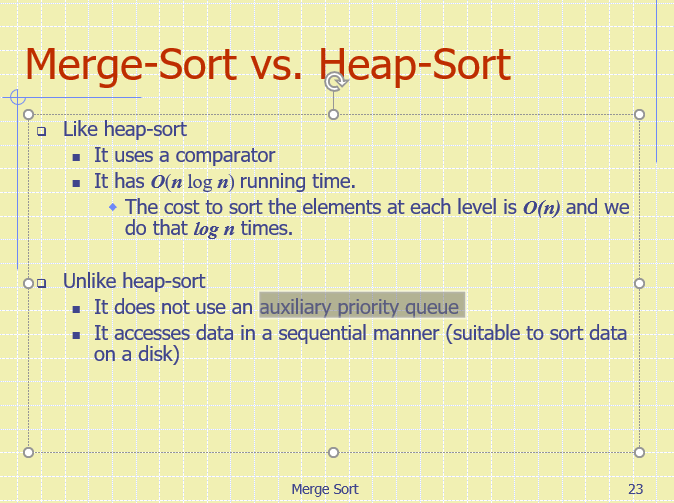 Merge-Sort vs. Heap-Sort
Like heap-sort
It uses a comparator
It has O(n log n) running time.
The cost to sort the elements at each level is O(n) and we
do that log n times.
Unlike heap-sort
It does not use an auxiliary priority queue
It accesses data in a sequential manner (suitable to sort data
on a disk)
Merge Sort
23